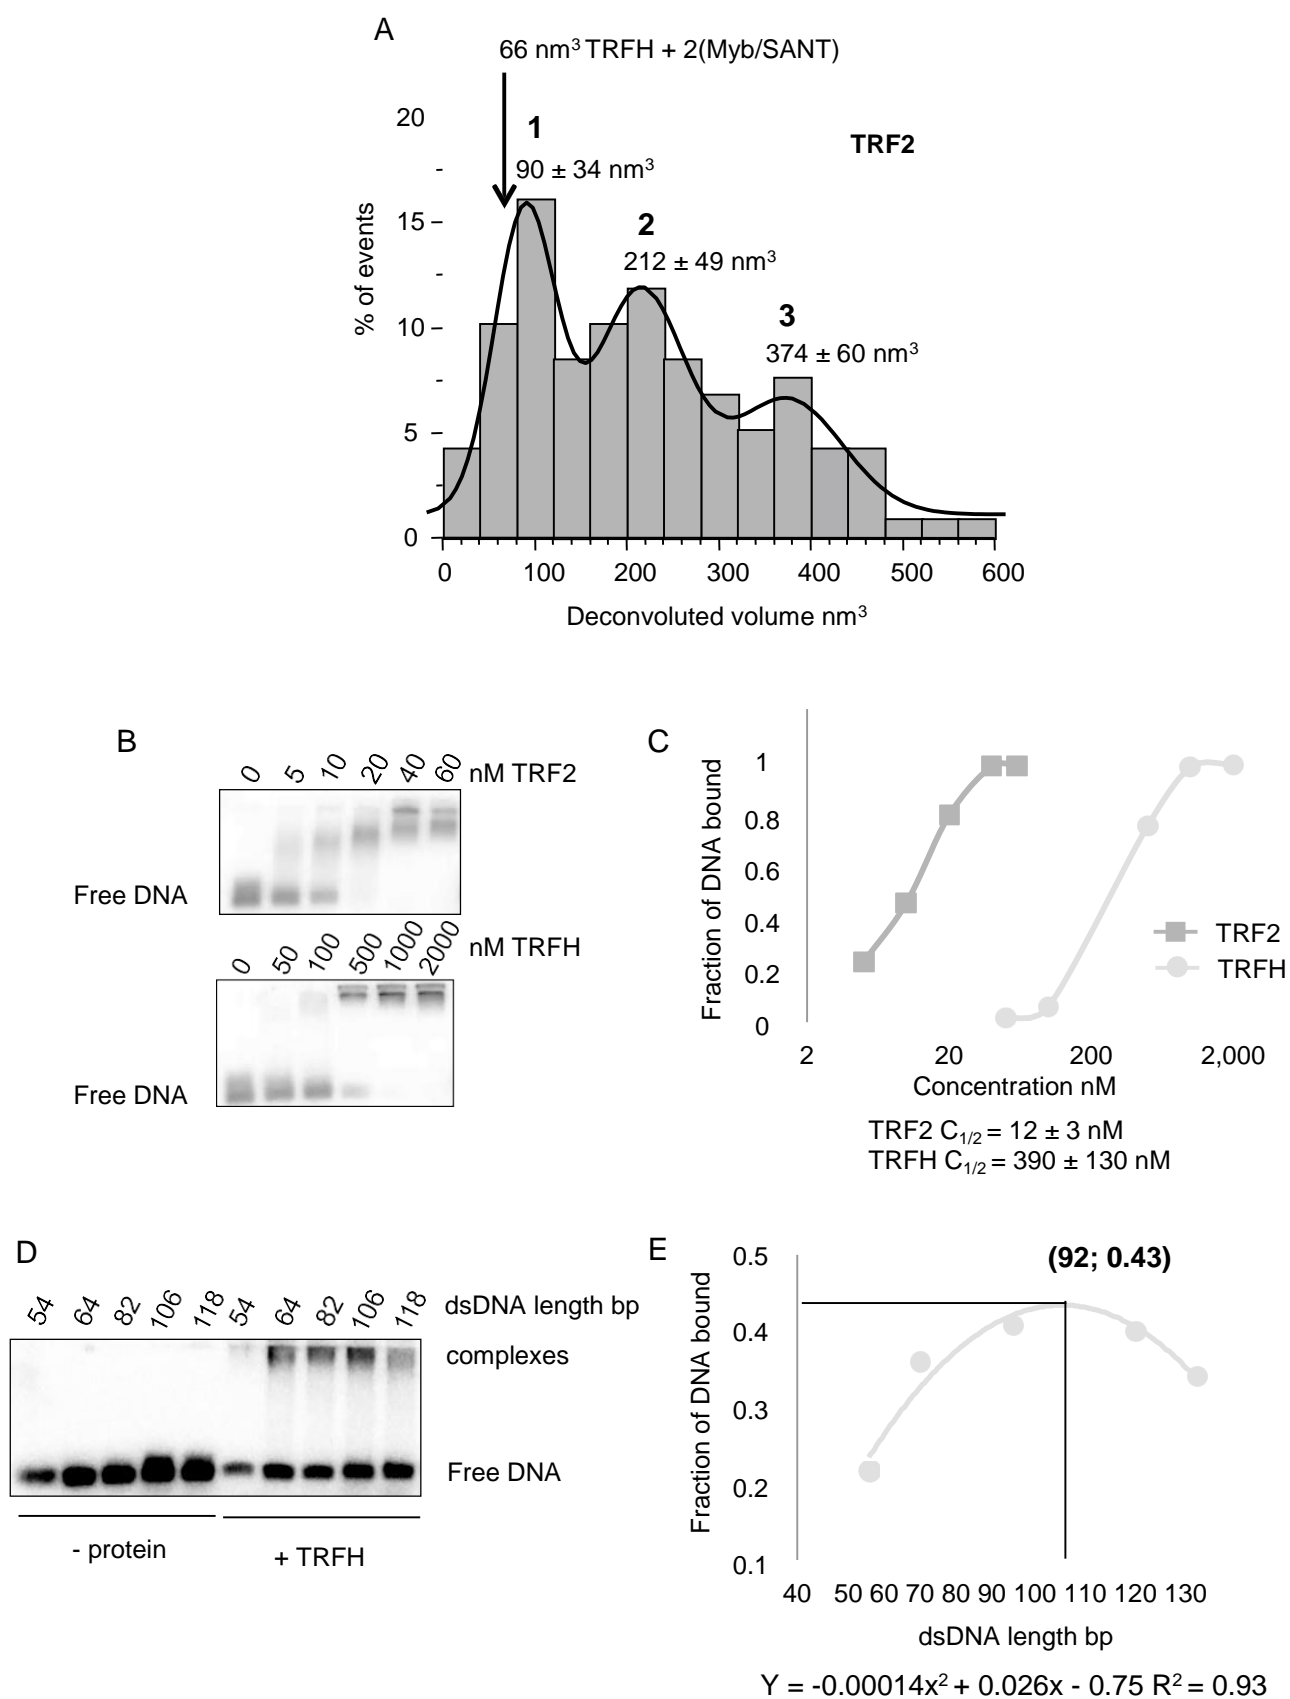 A
66 nm³ TRFH + 2(Myb/SANT)
20
1
TRF2
90 ± 34 nm³
15
2
212 ± 49 nm³
% of events
3
10
374 ± 60 nm³
5
0
0 100 200 300 400 500 600
Deconvoluted volume nm³
B
0 5 10 20 40 60 nM TRF2
Free DNA
0 50 100 500 1000 2000 nM TRFH
Free DNA
C
Fraction of DNA bound
1
0.8
0.6
0.4
0.2
0
TRF2
TRFH
2 20 200 2,000
Concentration nM
TRF2 C1/2 = 12 ± 3 nM
TRFH C1/2 = 390 ± 130 nM
D
54 64 82 106 118 54 64 82 106 118 dsDNA length bp
complexes
Free DNA
- protein
+ TRFH
E
Fraction of DNA bound
0.5
(92; 0.43)
0.4
0.3
0.2
0.1
40 50 60 70 80 90 100 110 120 130
dsDNA length bp
Y = -0.00014x² + 0.026x - 0.75 R² = 0.93